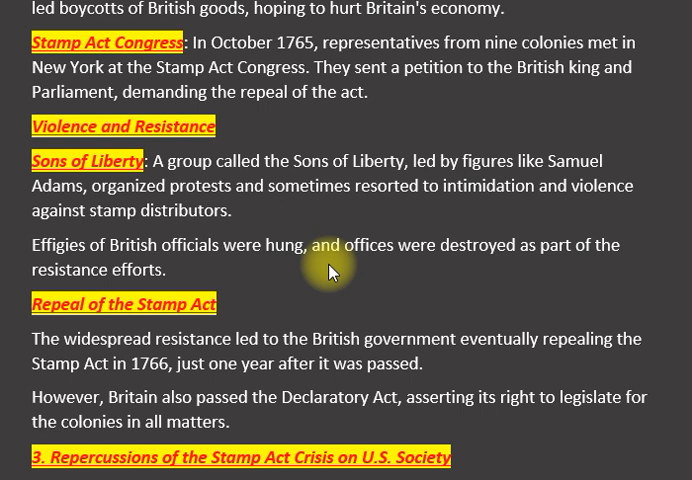 led boycotts of British goods, hoping to hurt Britain's economy.
Stamp Act Congress: In October 1765, representatives from nine colonies met in
New York at the Stamp Act Congress. They sent a petition to the British king and
Parliament, demanding the repeal of the act.
Violence and Resistance
Sons of Liberty: A group called the Sons of Liberty, led by figures like Samuel
Adams, organized protests and sometimes resorted to intimidation and violence
against stamp distributors.
Effigies of British officials were hung, and offices were destroyed as part of the
resistance efforts.
Repeal of the Stamp Act
The widespread resistance led to the British government eventually repealing the
Stamp Act in 1766, just one year after it was passed.
However, Britain also passed the Declaratory Act, asserting its right to legislate for
the colonies in all matters.
3. Repercussions of the Stamp Act Crisis on U.S. Society